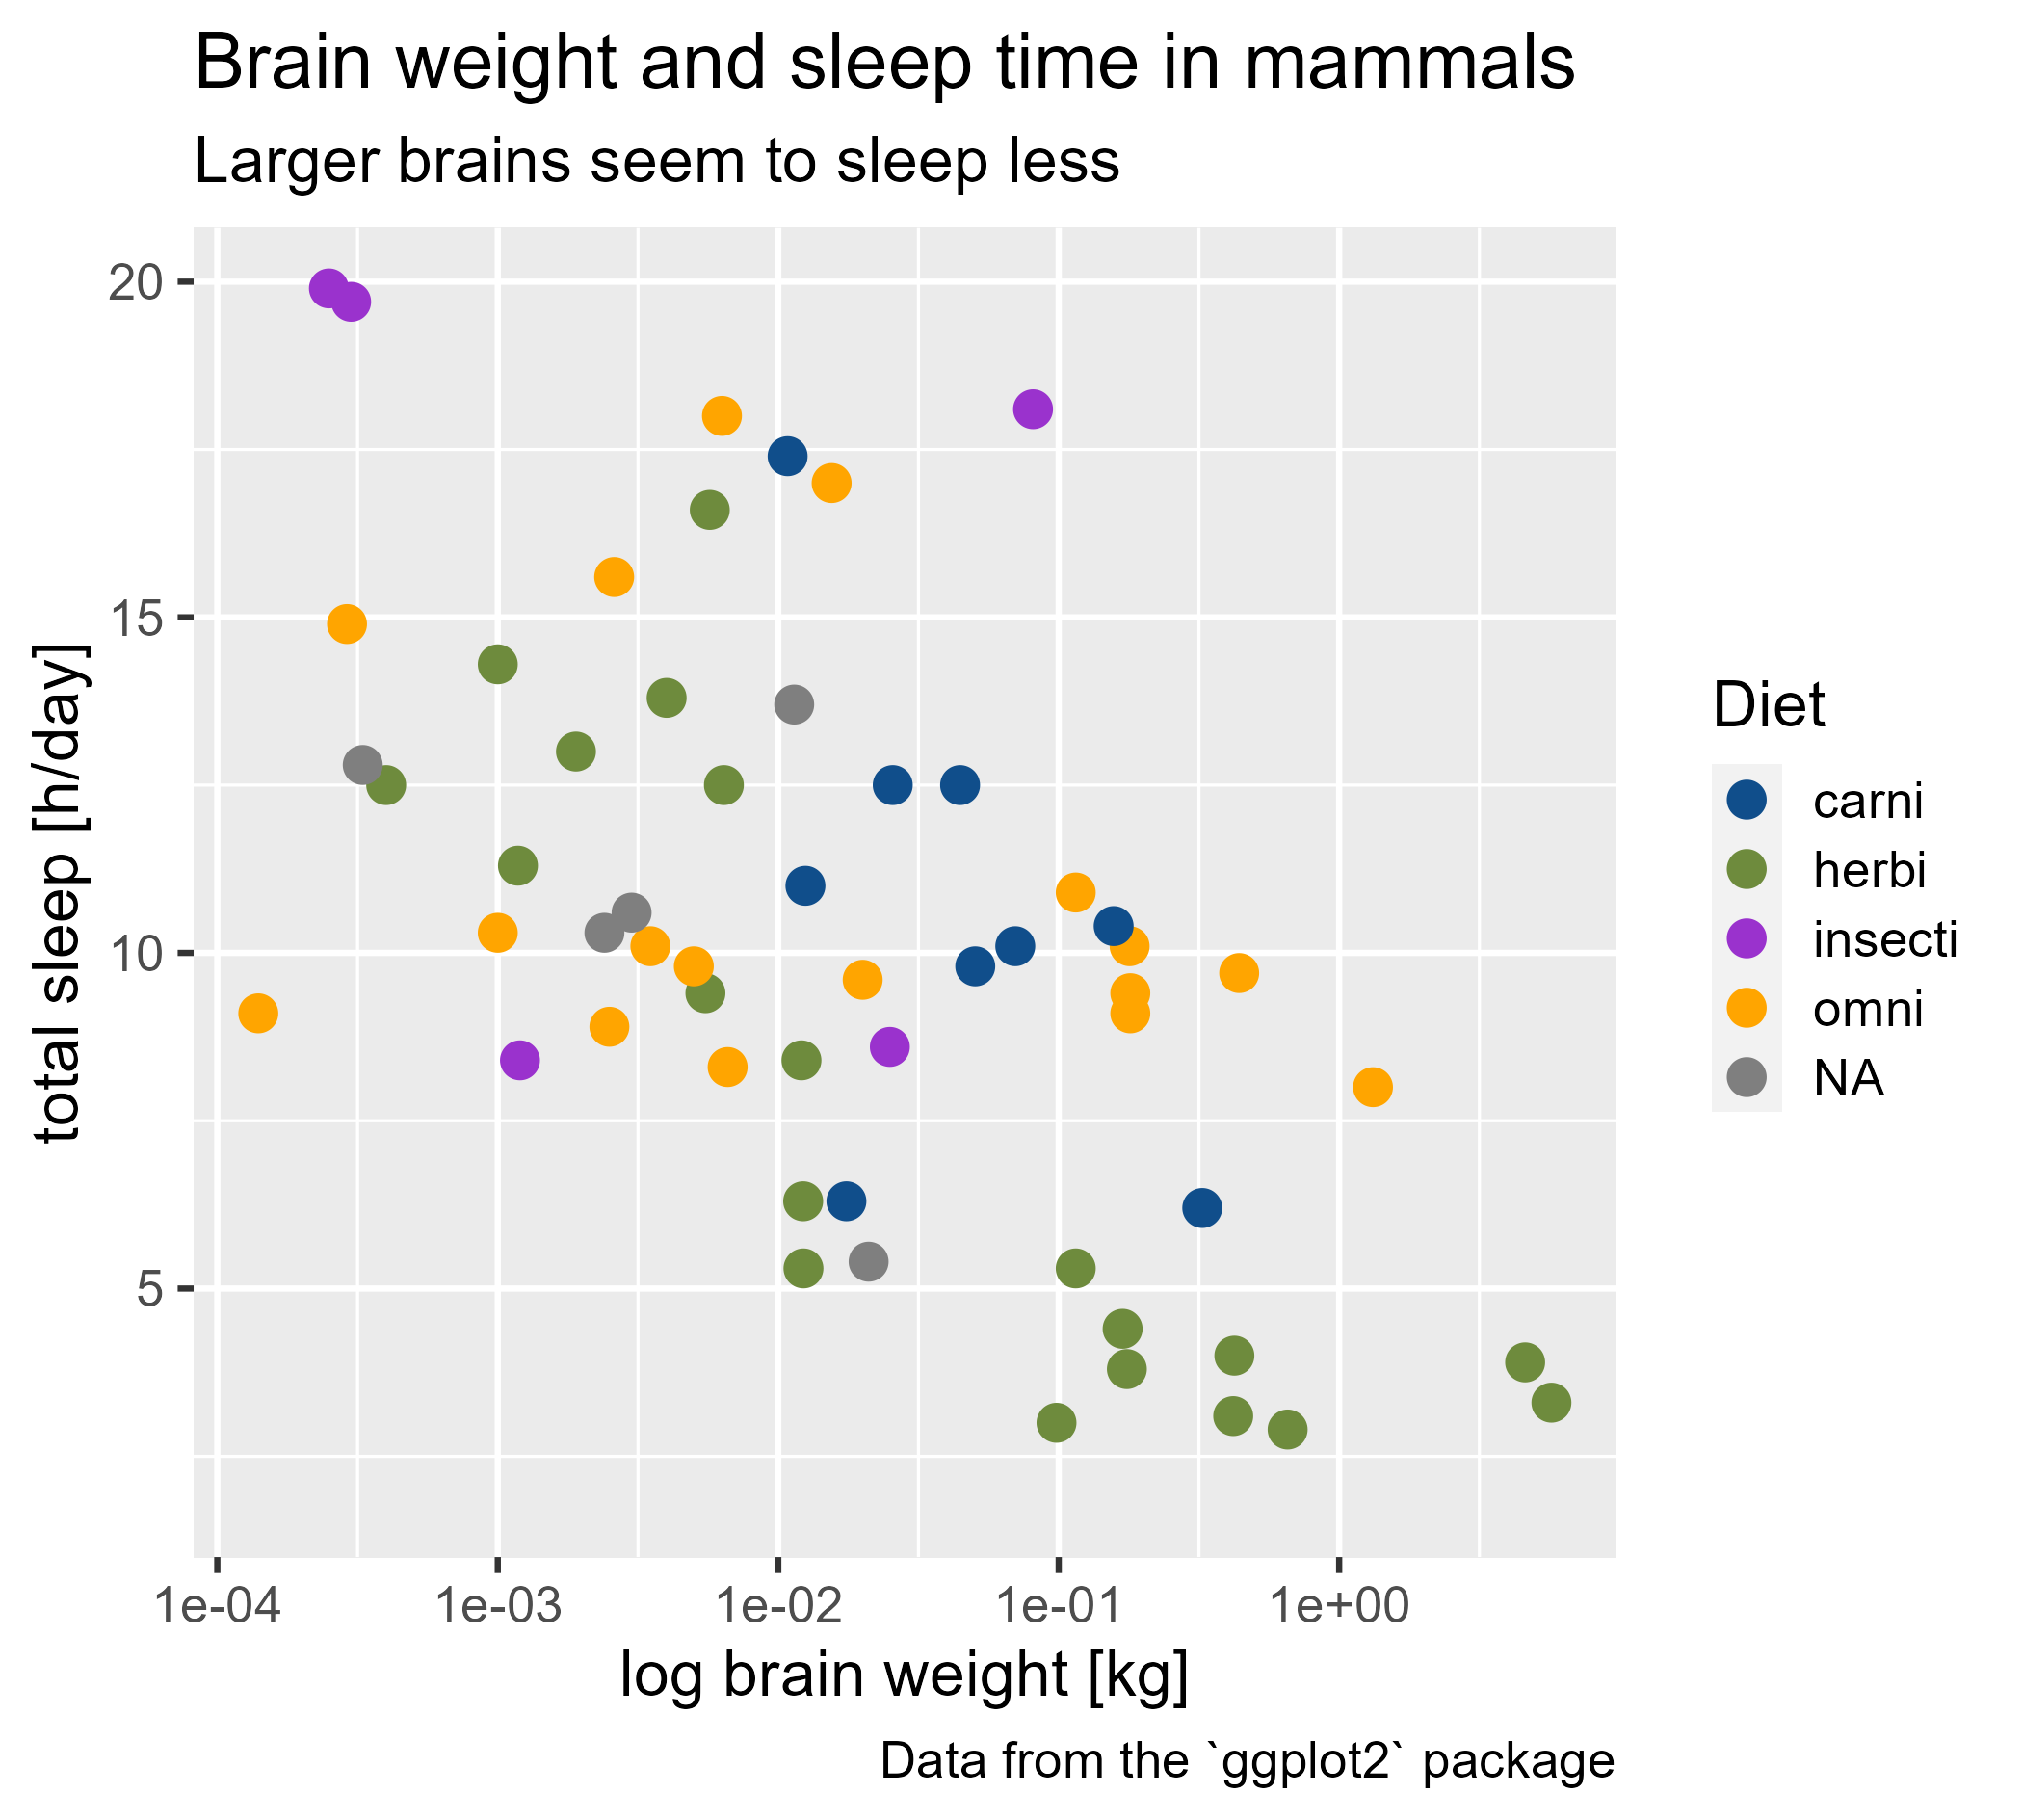 Brain weight and sleep time in mammals
Larger brains seem to sleep less
20
15
10
5
total sleep [h/day]
1e-04 1e-03 1e-02 1e-01 1e+00
log brain weight [kg]
Data from the `ggplot2` package
Diet
carni
herbi
insecti
omni
NA